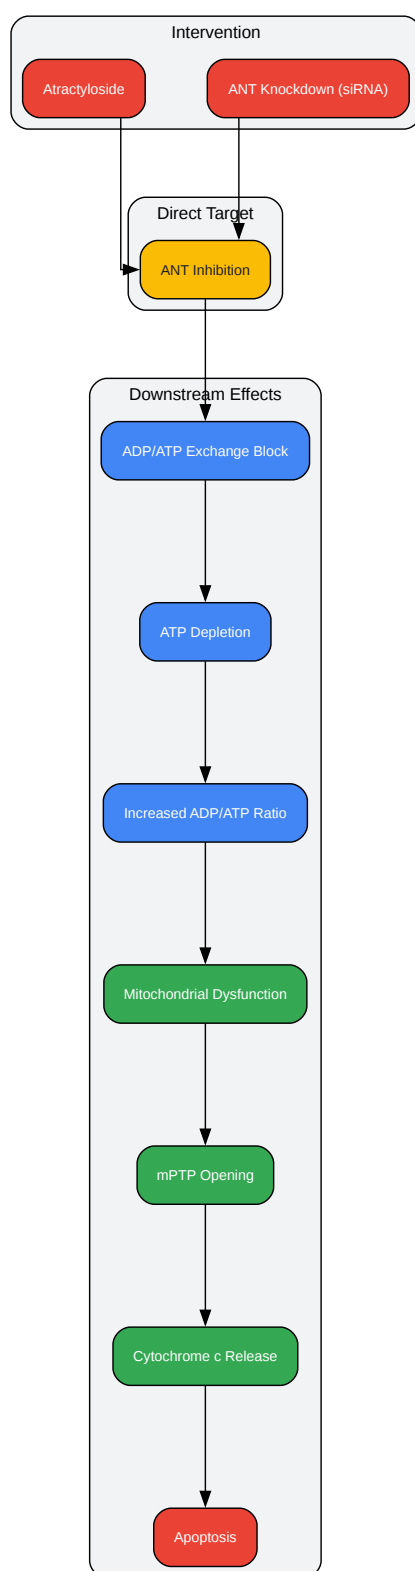 Intervention
Atractyloside
ANT Knockdown (siRNA)
Direct Target
ANT Inhibition
Downstream Effects
ADP/ATP Exchange Block
ATP Depletion
Increased ADP/ATP Ratio
Mitochondrial Dysfunction
mPTP Opening
Cytochrome c Release
Apoptosis